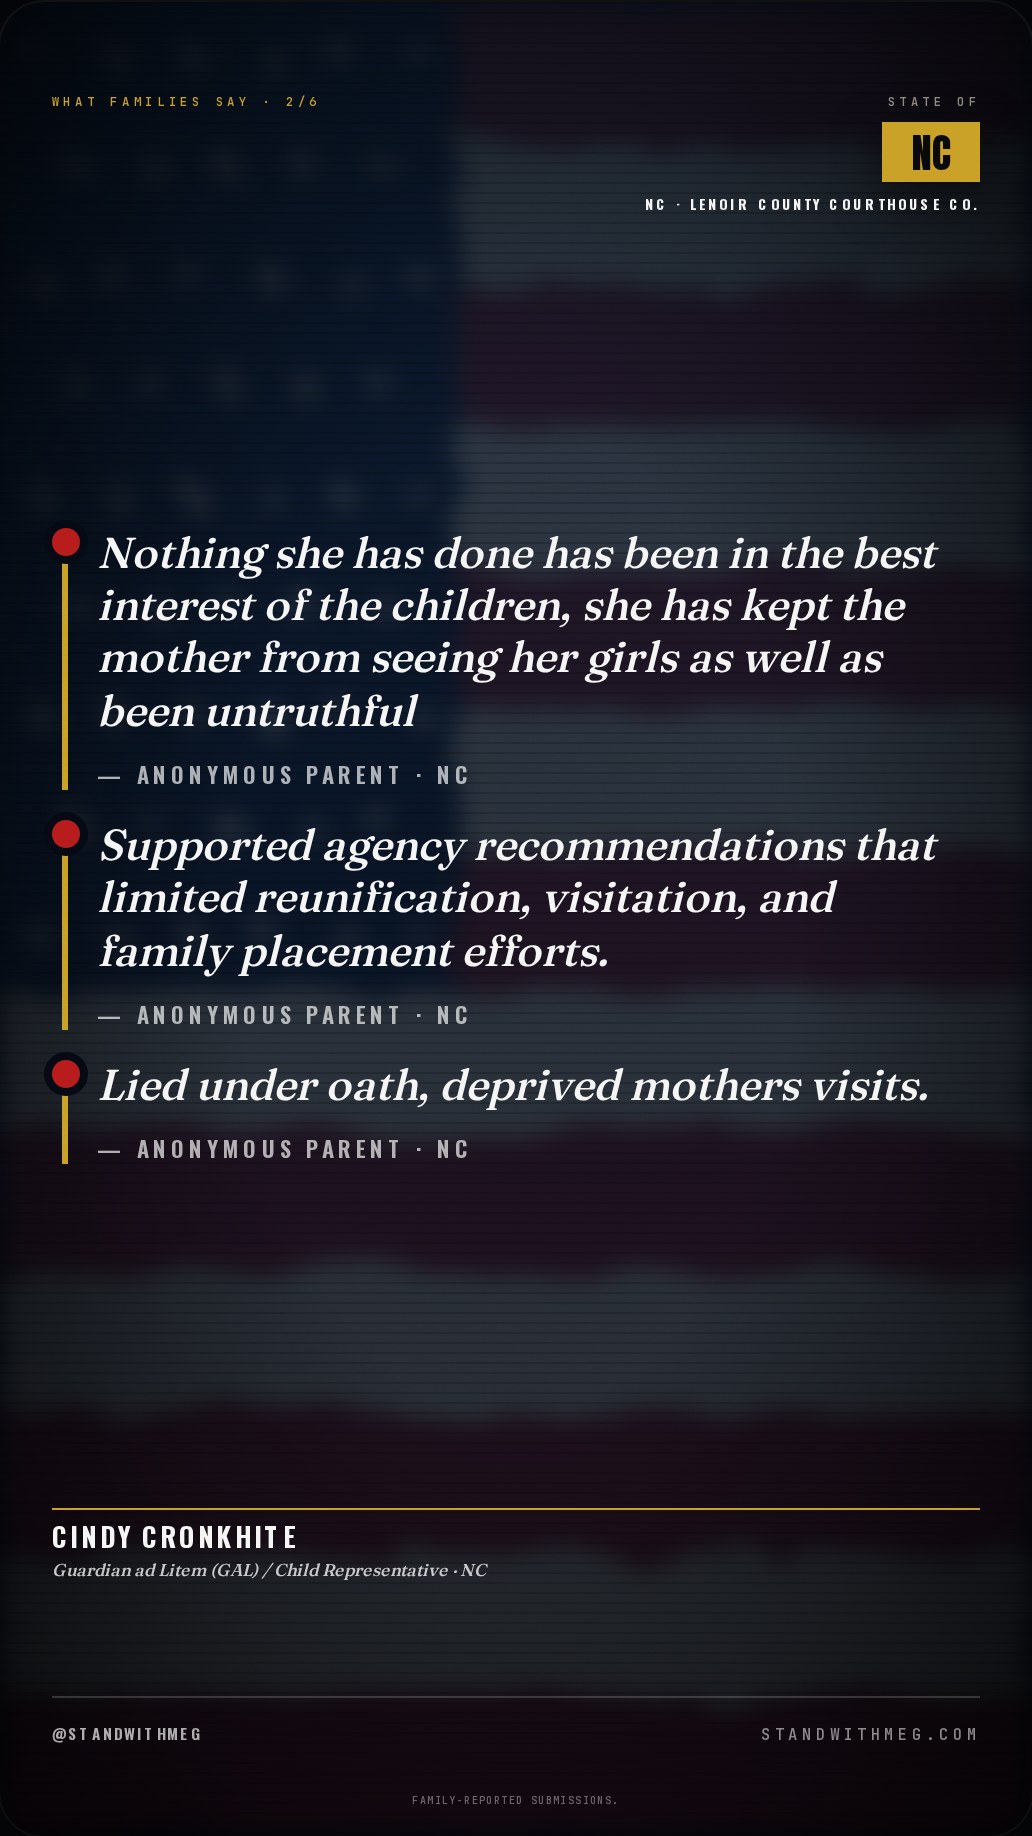 WHAT FAMILIES SAY · 2/6
STATE OF
NC
NC · LENOIR COUNTY COURTHOUSE CO.
Nothing she has done has been in the best
interest of the children, she has kept the
mother from seeing her girls as well as
been untruthful
— ANONYMOUS PARENT · NC
Supported agency recommendations that
limited reunification, visitation, and
family placement efforts.
— ANONYMOUS PARENT · NC
Lied under oath, deprived mothers visits.
— ANONYMOUS PARENT · NC
CINDY CRONKHITE
Guardian ad Litem (GAL) / Child Representative · NC
@STANDWITHMEG
STANDWITHMEG.COM
FAMILY-REPORTED SUBMISSIONS.